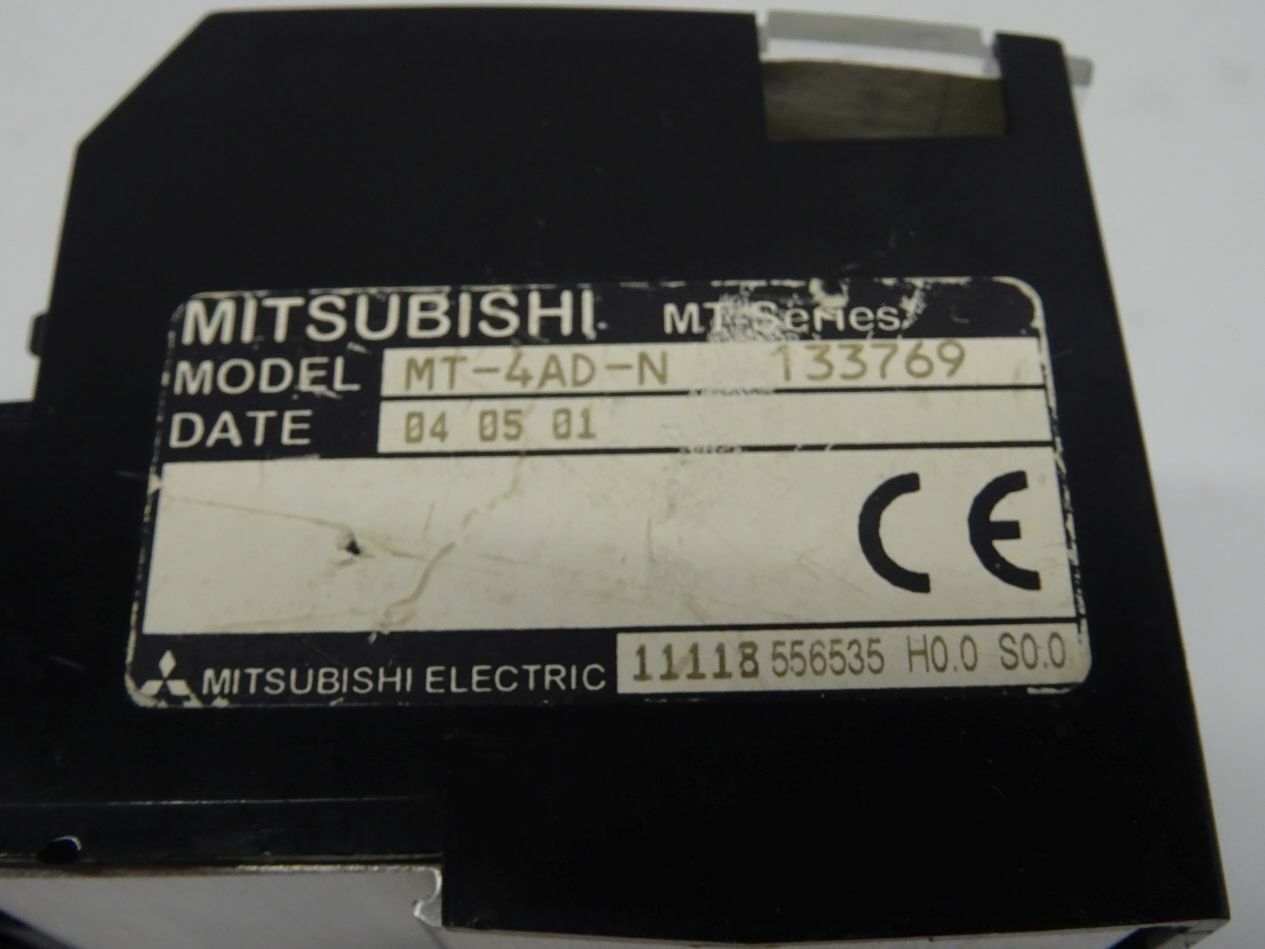 MITSUBISHI MT-Series
MODEL MT-4AD-N 133769
DATE 04 05 01
CE
MITSUBISHI ELECTRIC 11118 556535 H0.0 S0.0